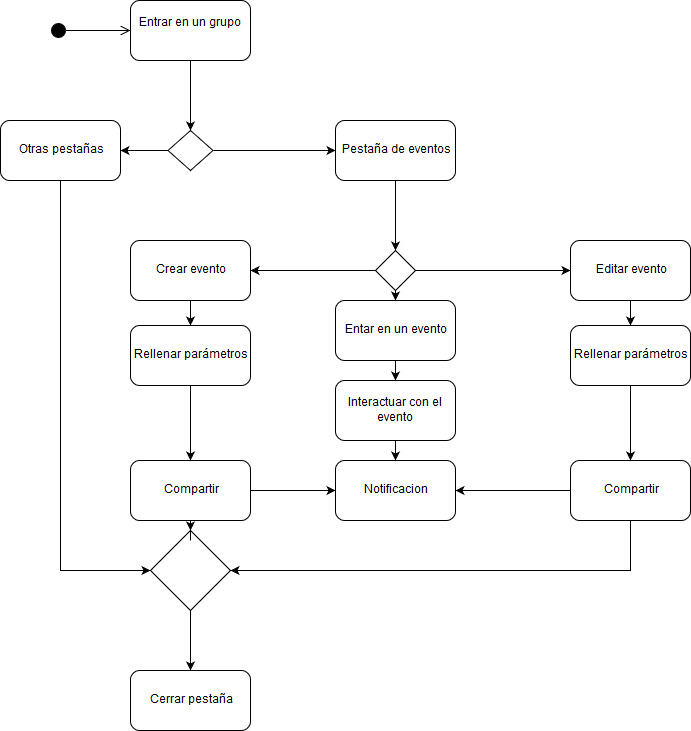 Entrar en un grupo
Otras pestañas
Pestaña de eventos
Crear evento
Editar evento
Entar en un evento
Rellenar parámetros
Rellenar parámetros
Interactuar con el
evento
Compartir
Notificacion
Compartir
Cerrar pestaña